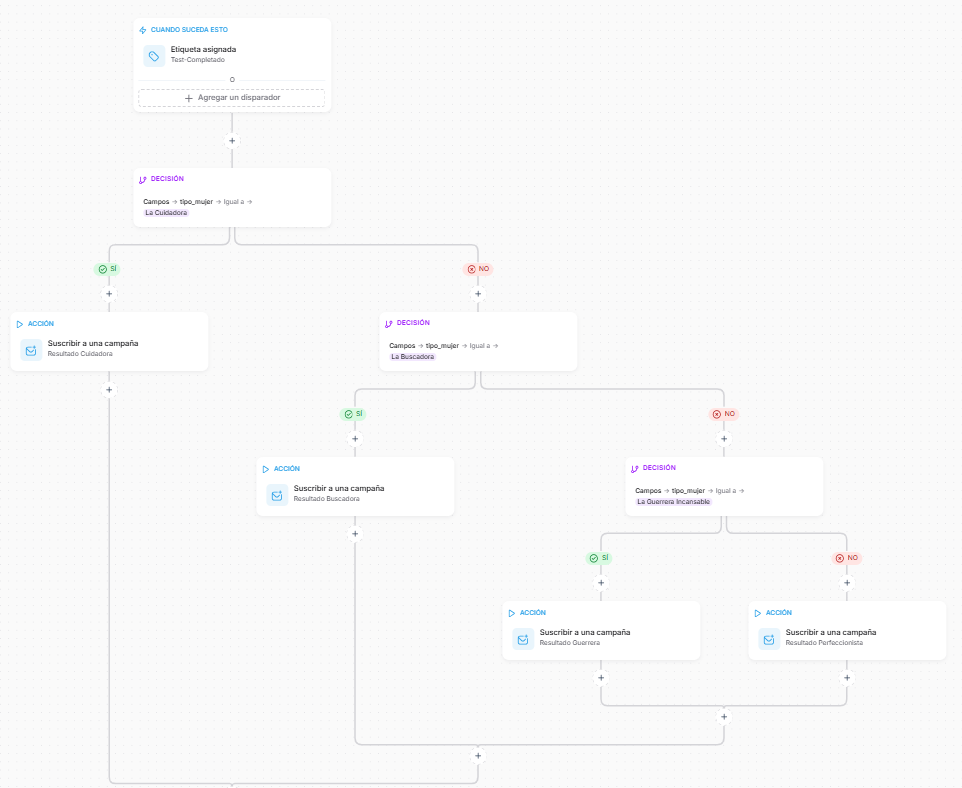 CUANDO SUCEDA ESTO
Etiqueta asignada
Test-Completado
O
Agregar un disparador
DECISIÓN
Campos → tipo_mujer → Igual a →
La Cuidadora
SÍ
NO
ACCIÓN
Suscribir a una campaña
Resultado Cuidadora
DECISIÓN
Campos → tipo_mujer → Igual a →
La Buscadora
SÍ
NO
ACCIÓN
Suscribir a una campaña
Resultado Buscadora
DECISIÓN
Campos → tipo_mujer → Igual a →
La Guerrera Incansable
SÍ
NO
ACCIÓN
Suscribir a una campaña
Resultado Guerrera
ACCIÓN
Suscribir a una campaña
Resultado Perfeccionista